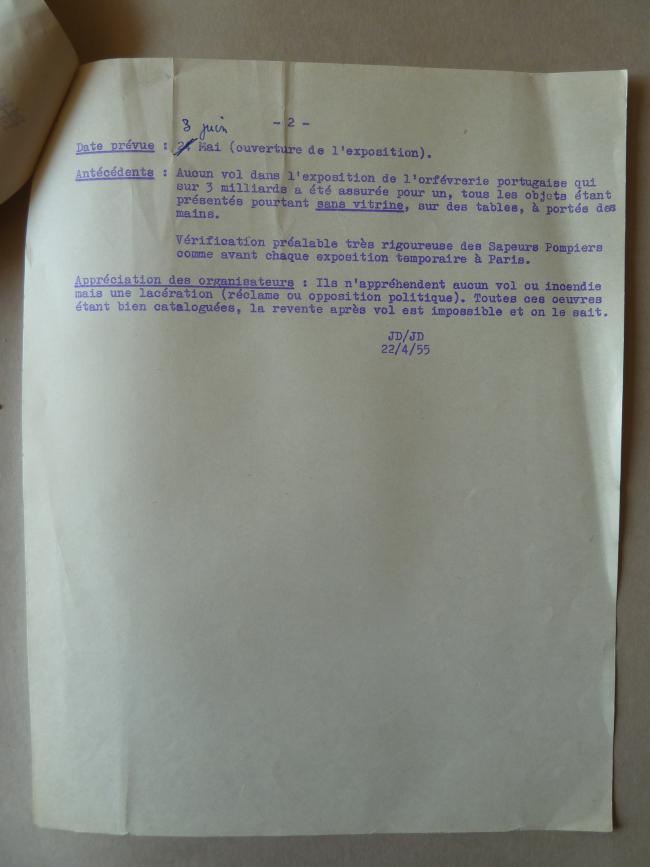 3 juin
- 2 -
Date prévue : Mai (ouverture de l'exposition).
Antécédents : Aucun vol dans l'exposition de l'orfévrerie portugaise qui
sur 3 milliards a été assurée pour un, tous les objets étant
présentés pourtant sans vitrine, sur des tables, à portée des
mains.
Vérification préalable très rigoureuse des Sapeurs Pompiers
comme avant chaque exposition temporaire à Paris.
Appréciation des organisateurs : Ils n'appréhendent aucun vol ou incendie
mais une lacération (réclame ou opposition politique). Toutes ces oeuvres
étant bien cataloguées, la revente après vol est impossible et on le sait.
JD/JD
22/4/55